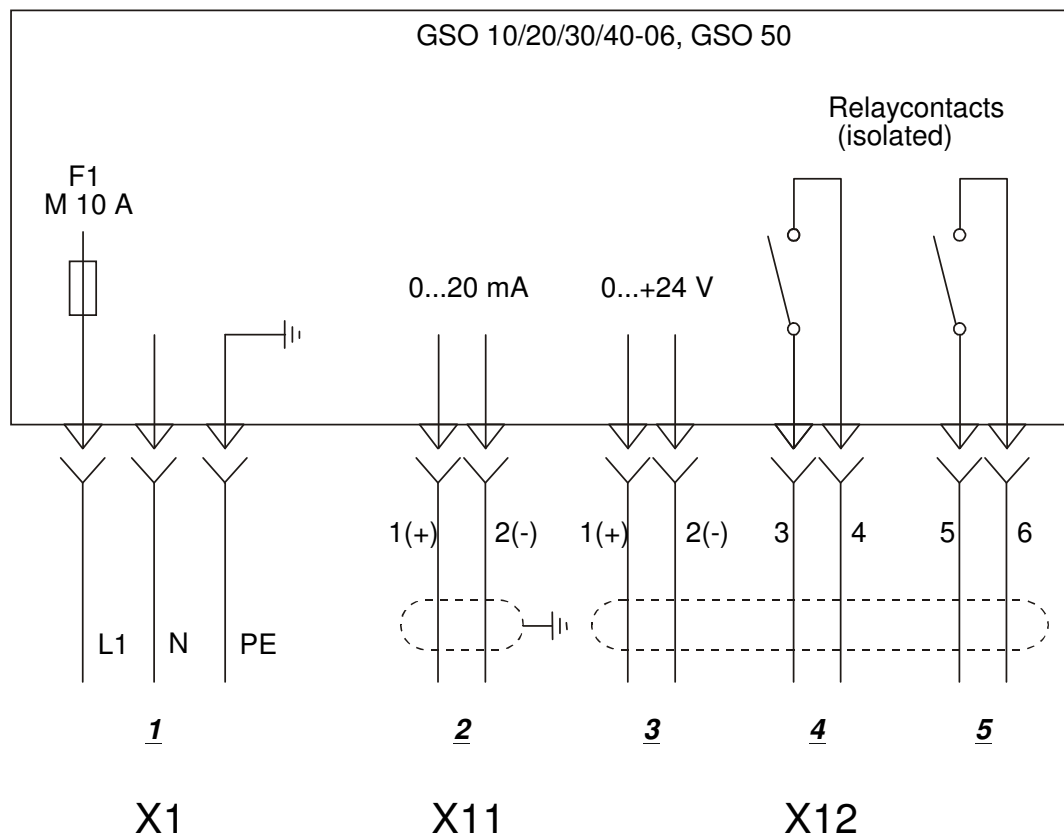 GSO 10/20/30/40-06, GSO 50
Relaycontacts
(isolated)
F1
M 10 A
0...20 mA
0...+24 V
1(+)
2(-)
1(+)
2(-)
3
4
5
6
L1
N
PE
1
2
3
4
5
X1
X11
X12